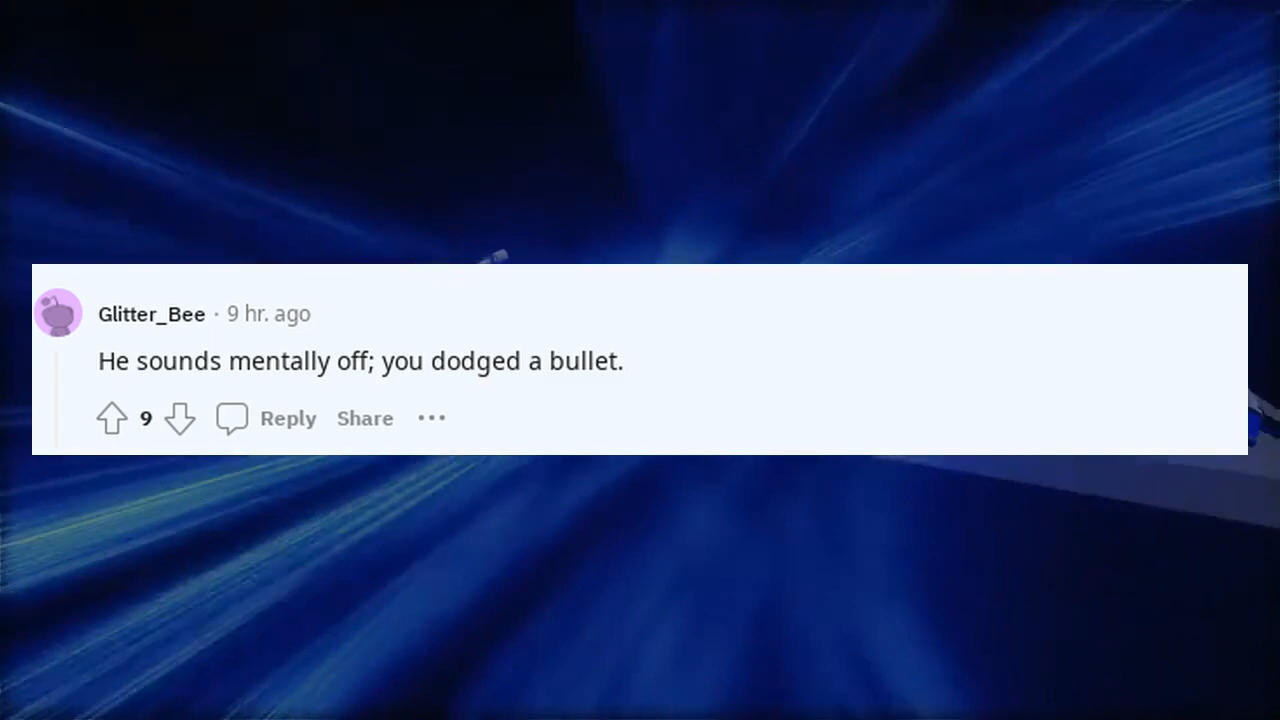 Glitter_Bee · 9 hr. ago
He sounds mentally off; you dodged a bullet.
9 Reply Share ···